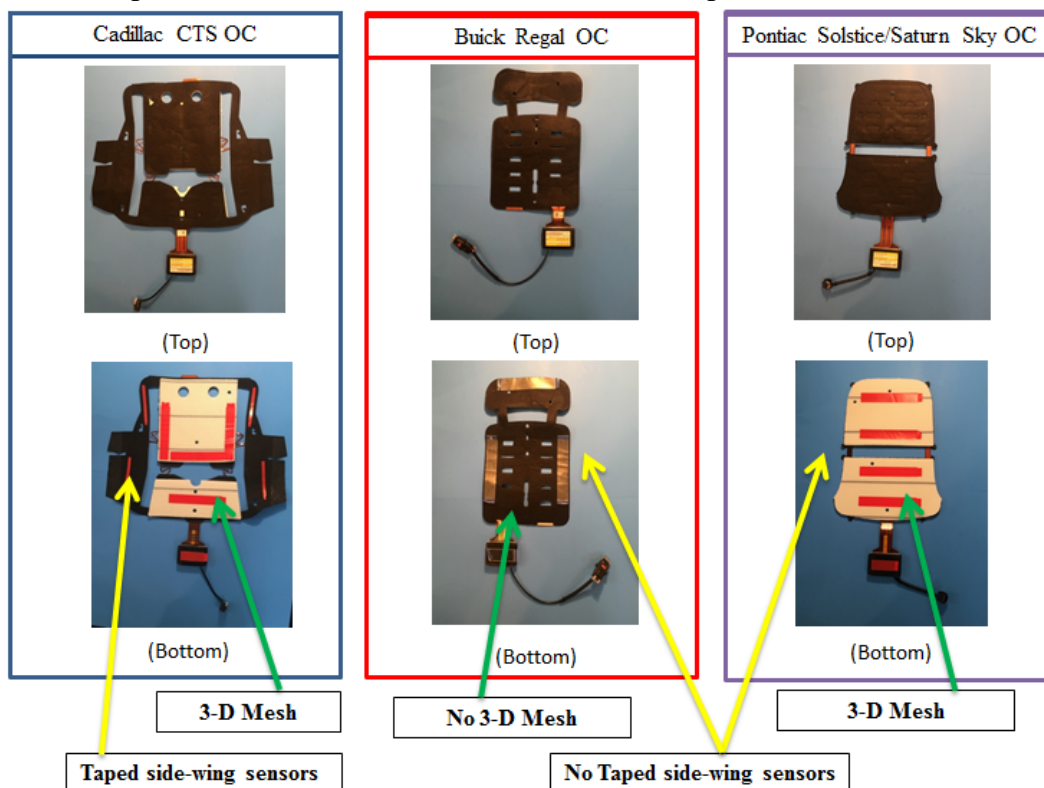 Cadillac CTS OC
Buick Regal OC
Pontiac Solstice/Saturn Sky OC
(Top)
(Top)
(Top)
(Bottom)
(Bottom)
(Bottom)
3-D Mesh
No 3-D Mesh
3-D Mesh
Taped side-wing sensors
No Taped side-wing sensors